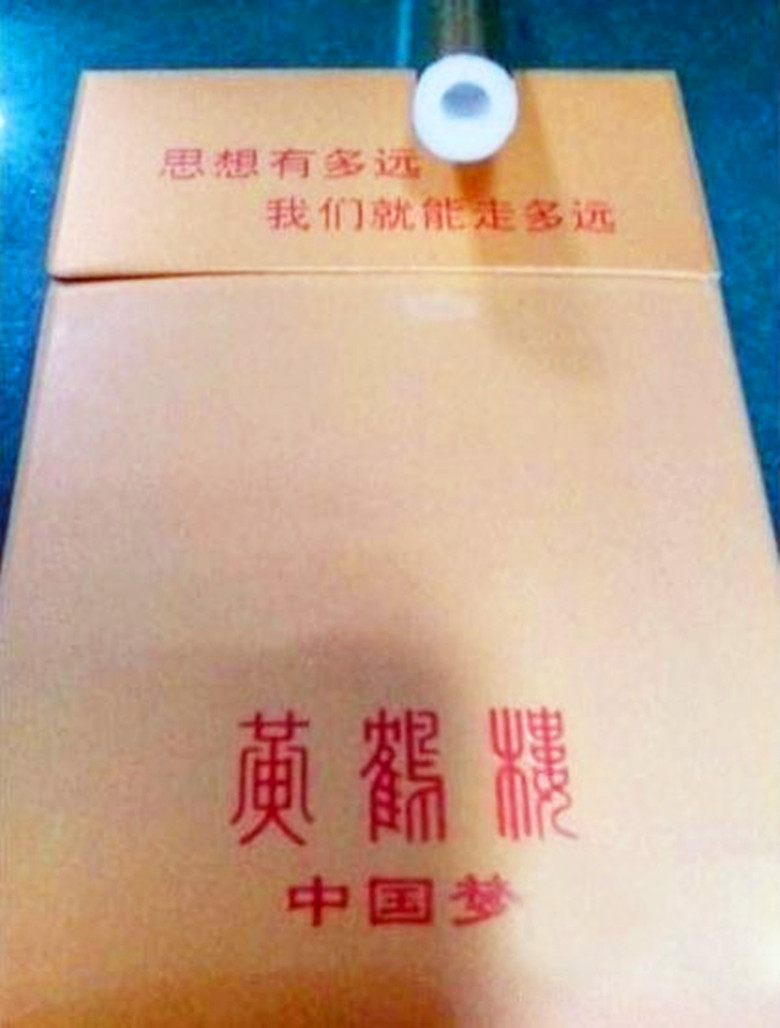 思想有多远
我们就能走多远
黄鹤楼
中国梦